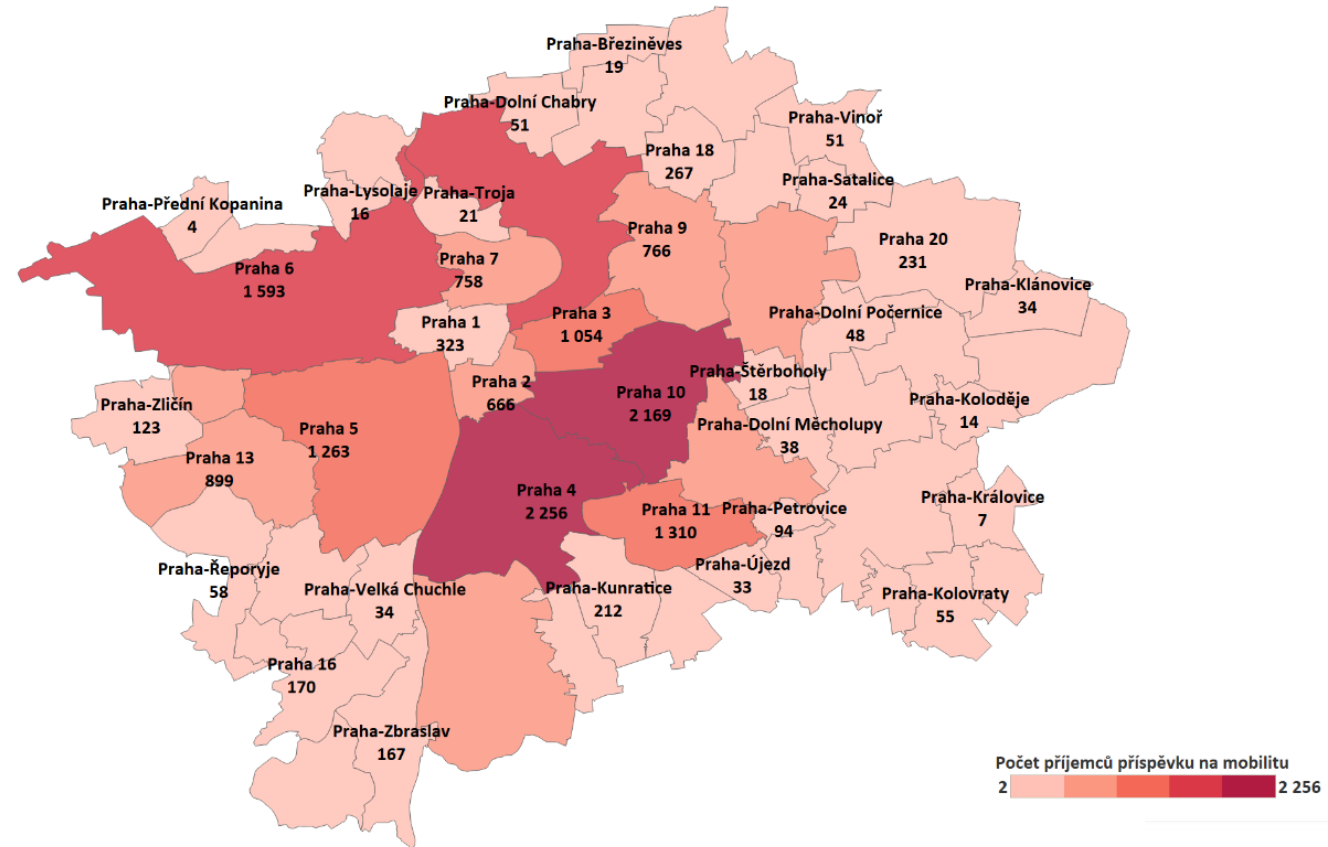 Praha-Březiněves
19
Praha-Dolní Chabry
51
Praha-Vinoř
51
Praha 18
267
Praha-Satalice
24
Praha-Lysolaje
16
Praha-Troja
21
Praha-Přední Kopanina
4
Praha 9
766
Praha 20
231
Praha 7
758
Praha 6
1 593
Praha-Klánovice
34
Praha 3
1 054
Praha-Dolní Počernice
48
Praha 1
323
Praha-Štěrboholy
18
Praha 2
666
Praha 10
2 169
Praha-Koloděje
14
Praha-Zličín
123
Praha 5
1 263
Praha-Dolní Měcholupy
38
Praha 13
899
Praha 4
2 256
Praha-Královice
7
Praha 11
1 310
Praha-Petrovice
94
Praha-Újezd
33
Praha-Řeporyje
58
Praha-Velká Chuchle
34
Praha-Kunratice
212
Praha-Kolovraty
55
Praha 16
170
Praha-Zbraslav
167
Počet příjemců příspěvku na mobilitu
2 2 256